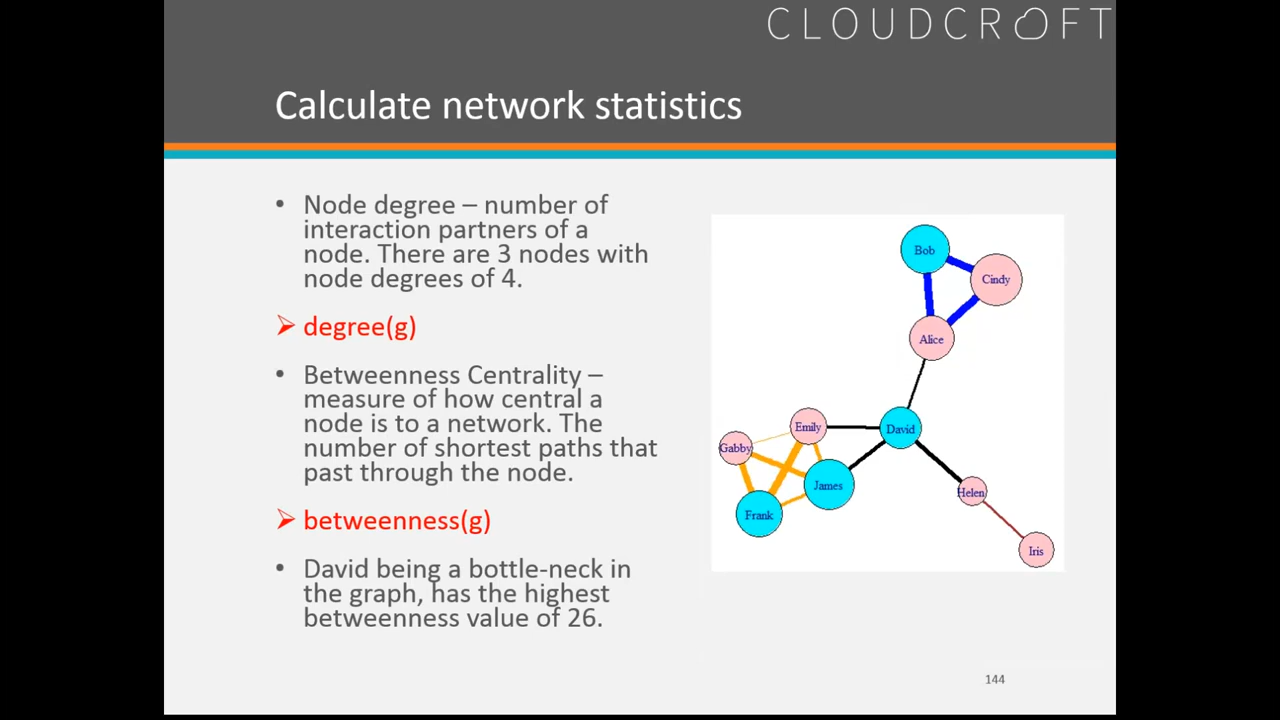 CLOUDCROFT
Calculate network statistics
• Node degree – number of
interaction partners of a
node. There are 3 nodes with
node degrees of 4.
➢ degree(g)
• Betweenness Centrality –
measure of how central a
node is to a network. The
number of shortest paths that
past through the node.
➢ betweenness(g)
• David being a bottle-neck in
the graph, has the highest
betweenness value of 26.
Bob
Cindy
Alice
Emily
David
Gabby
James
Helen
Frank
Iris
144